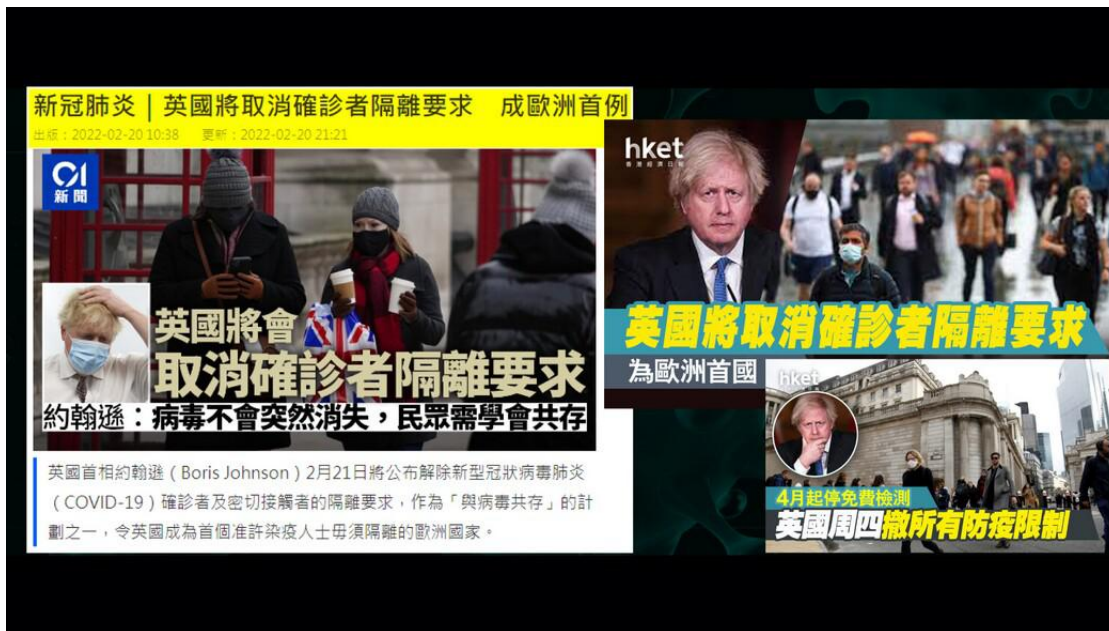 新冠肺炎｜英國將取消確診者隔離要求 成歐洲首例
出版：2022-02-20 10:38 更新：2022-02-20 21:21
01
新聞
英國將會
取消確診者隔離要求
約翰遜：病毒不會突然消失，民眾需學會共存
英國首相約翰遜（Boris Johnson）2月21日將公布解除新型冠狀病毒肺炎
（COVID-19）確診者及密切接觸者的隔離要求，作為「與病毒共存」的計
劃之一，令英國成為首個准許染疫人士毋須隔離的歐洲國家。
hket
香港經濟日報
英國將取消確診者隔離要求
為歐洲首國
hket
4月起停免費檢測
英國周四撤所有防疫限制